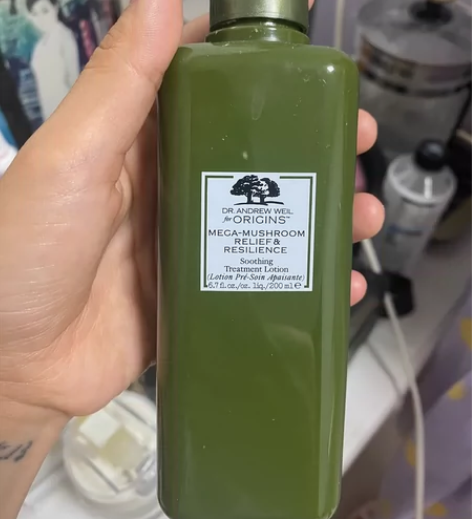 DR. ANDREW WEIL
for ORIGINS™
MEGA-MUSHROOM
RELIEF &
RESILIENCE
Soothing
Treatment Lotion
(Lotion Pré-Soin Apaisante)
6.7 fl.oz./oz. liq./200 ml ℮